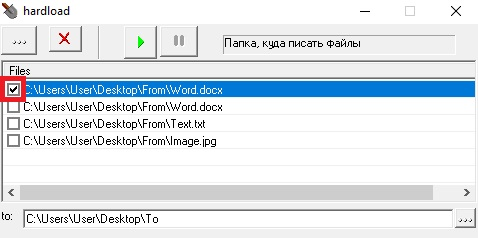 hardload
...
Папка, куда писать файлы
Files
C:\Users\User\Desktop\From\Word.docx
C:\Users\User\Desktop\From\Word.docx
C:\Users\User\Desktop\From\Text.txt
C:\Users\User\Desktop\From\Image.jpg
to: C:\Users\User\Desktop\To ...